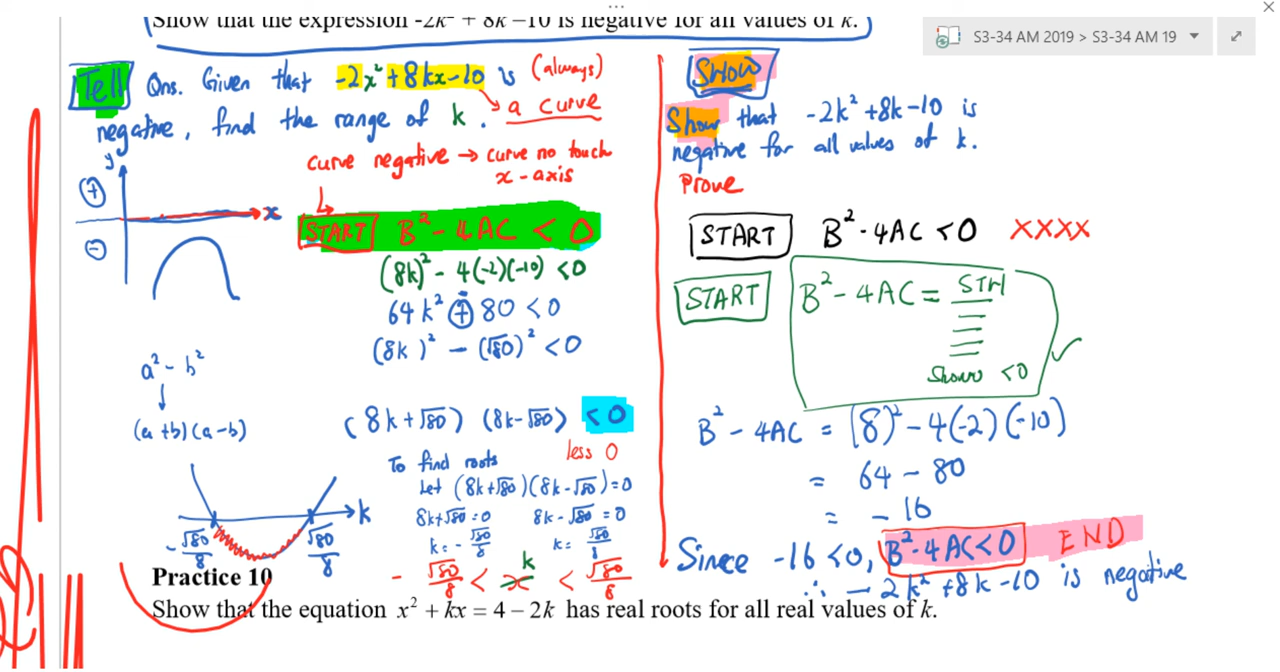 Show that the expression -2k² + 8k –10 is negative for all values of k.
S3-34 AM 2019 > S3-34 AM 19
Tell Qns. Given that -2x² + 8kx - 10 is (always)
negative, find the range of k.
→ a curve
curve negative → curve no touch
x-axis
y
+
x
-
START B² - 4AC < 0
(8k)² - 4(-2)(-10) < 0
64k² - 80 < 0
(8k)² - (√80)² < 0
a² - b²
↓
(a+b)(a-b)
(8k+√80)(8k-√80) < 0
less 0
To find roots
Let (8k+√80)(8k-√80)=0
8k+√80=0 8k-√80=0
k=-√80/8 k=√80/8
k
-√80/8 √80/8
k
-√80/8 < x < √80/8
SHOW
Show that -2k² + 8k - 10 is
negative for all values of k.
Prove
START B² - 4AC < 0 XXXX
START B² - 4AC =
Show < 0
B² - 4AC = (8)² - 4(-2)(-10)
= 64 - 80
= -16
Since -16 < 0, B² - 4AC < 0 END
∴ -2k² + 8k - 10 is negative
Practice 10
Show that the equation x² + kx = 4 – 2k has real roots for all real values of k.